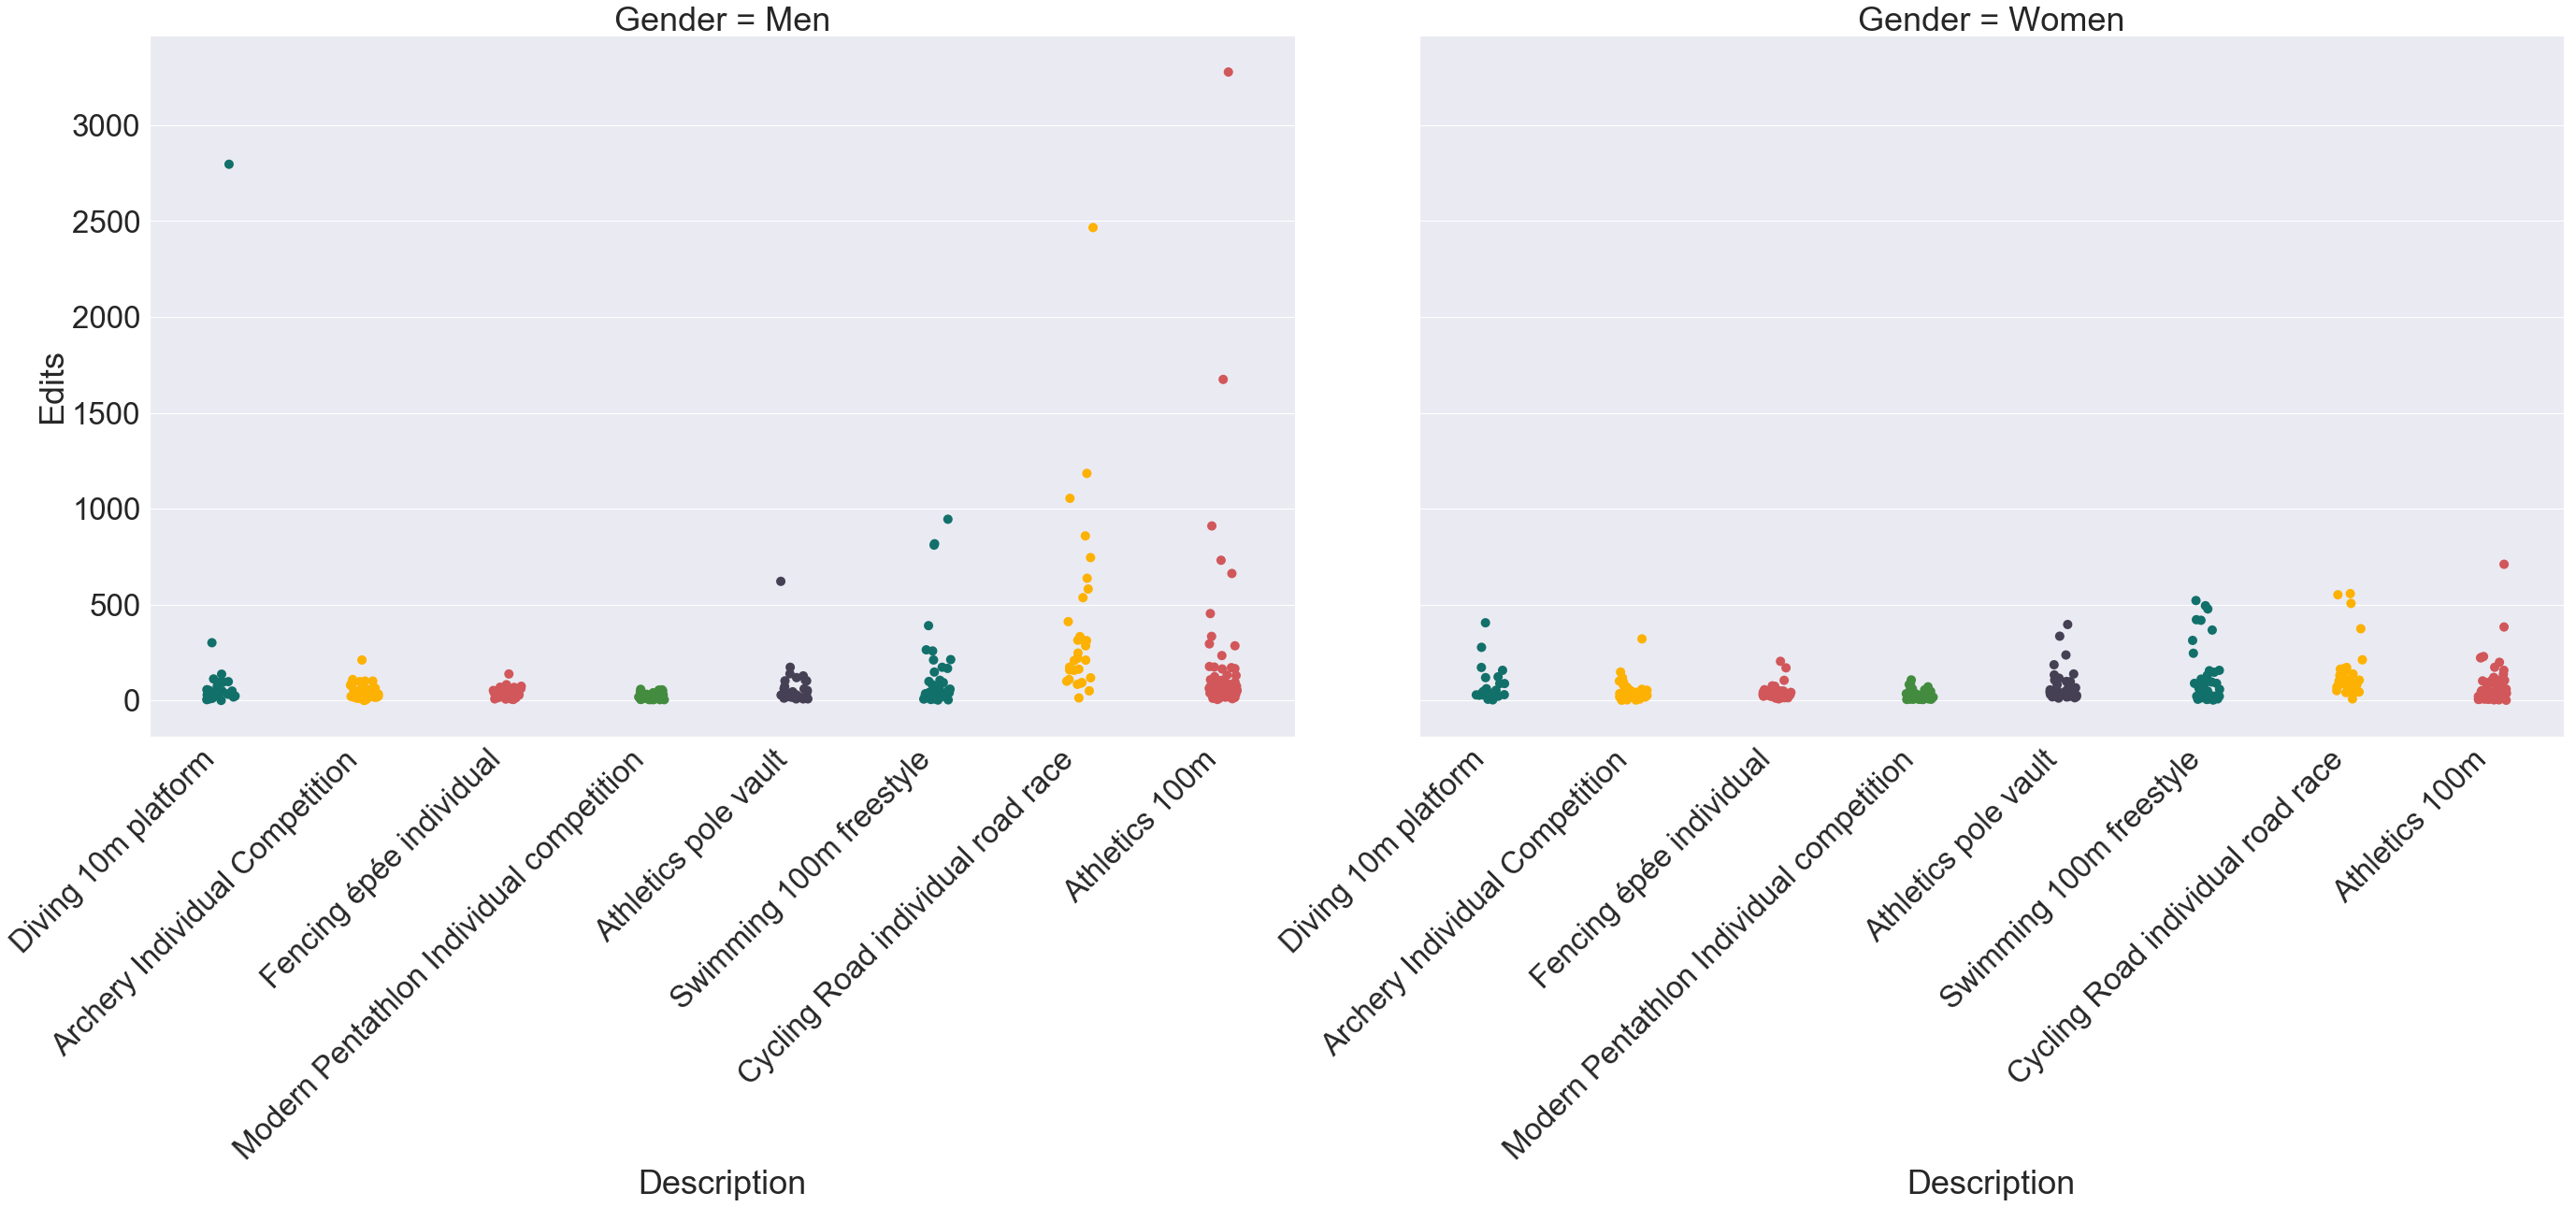 Gender = Men
Gender = Women
3000
2500
2000
1500
1000
500
0
Edits
Diving 10m platform
Archery Individual Competition
Fencing épée individual
Modern Pentathlon Individual competition
Athletics pole vault
Swimming 100m freestyle
Cycling Road individual road race
Athletics 100m
Description
Diving 10m platform
Archery Individual Competition
Fencing épée individual
Modern Pentathlon Individual competition
Athletics pole vault
Swimming 100m freestyle
Cycling Road individual road race
Athletics 100m
Description